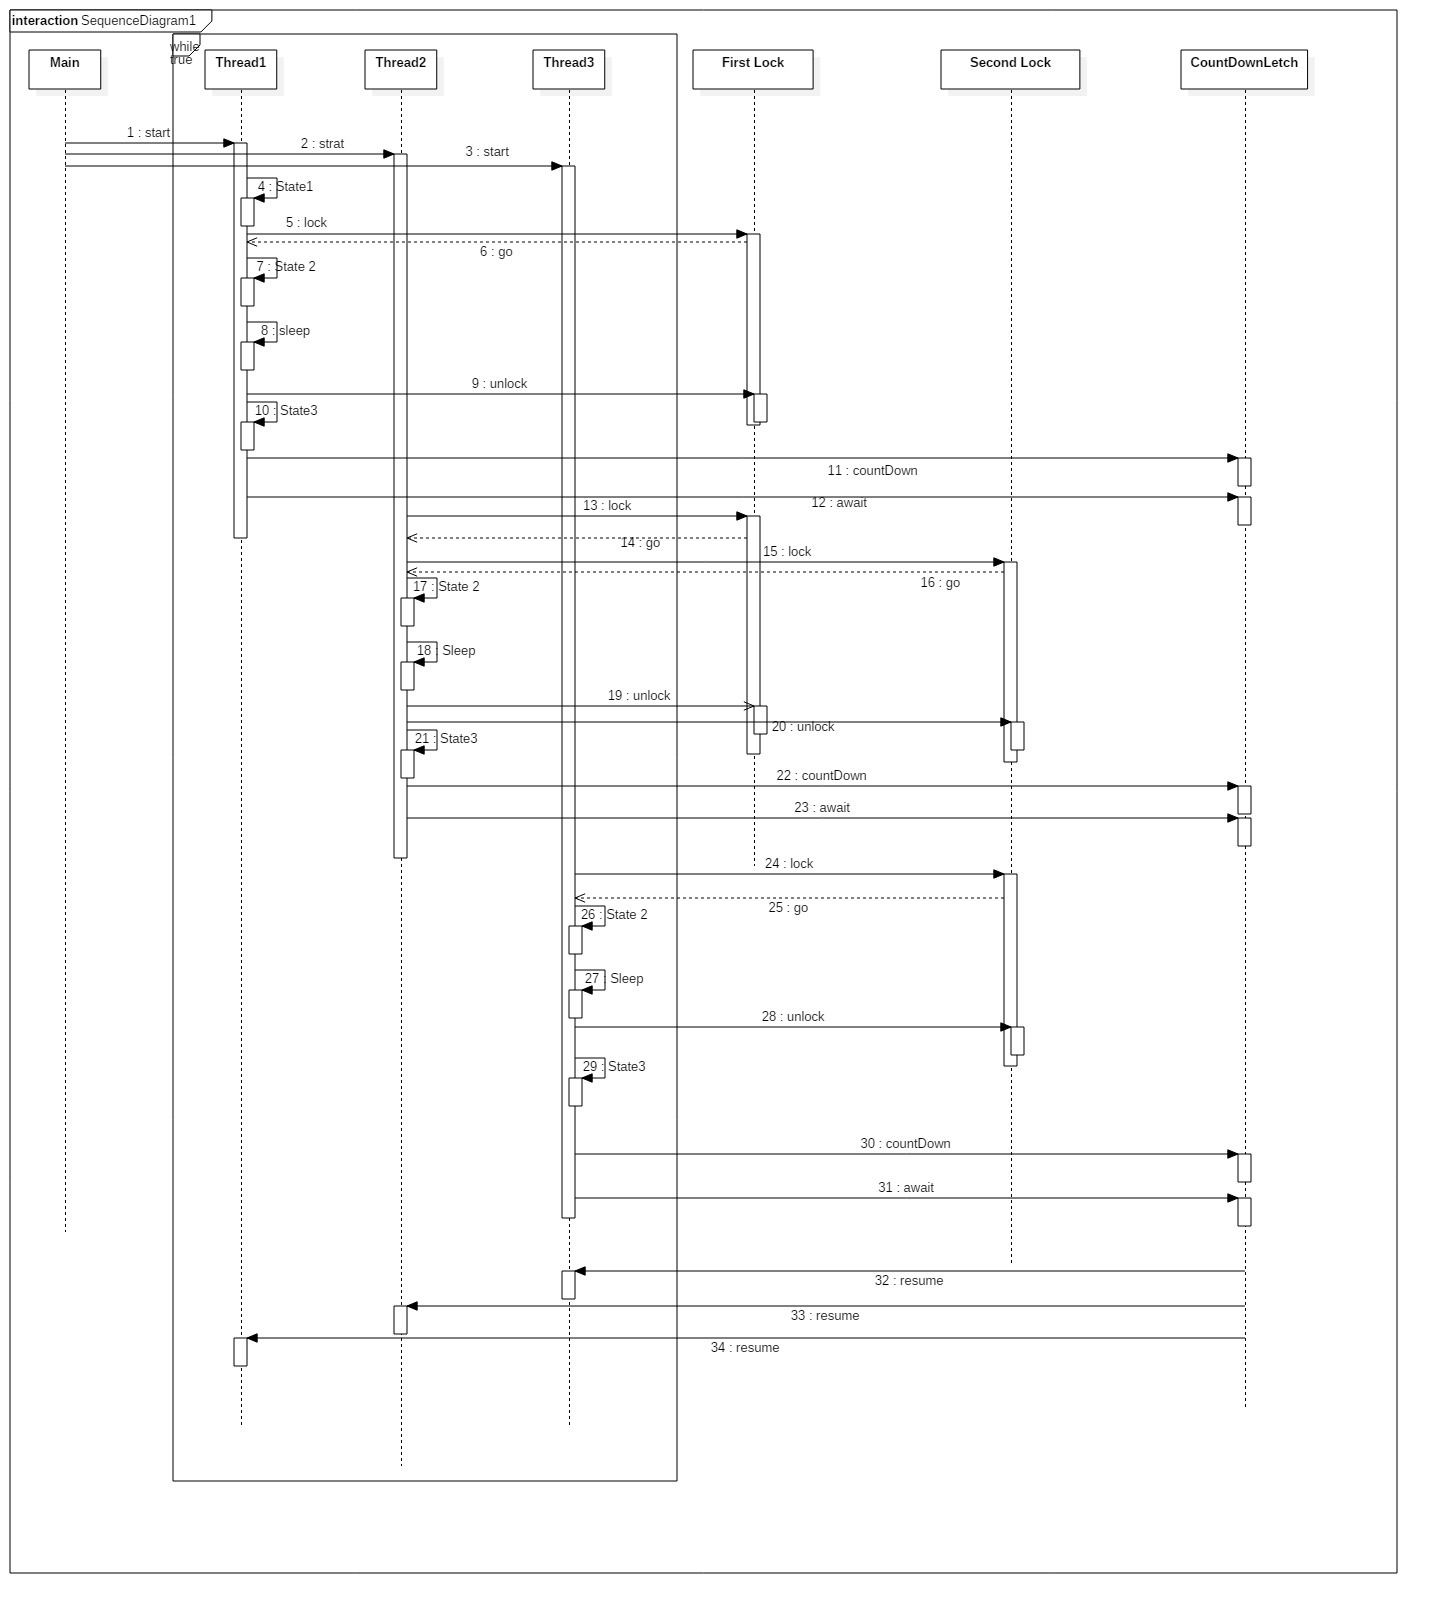 interaction SequenceDiagram1
while
true
Main
Thread1
Thread2
Thread3
First Lock
Second Lock
CountDownLetch
1 : start
2 : strat
3 : start
4 : State1
5 : lock
6 : go
7 : State 2
8 : sleep
9 : unlock
10 : State3
11 : countDown
12 : await
13 : lock
14 : go
15 : lock
16 : go
17 : State 2
18 : Sleep
19 : unlock
20 : unlock
21 : State3
22 : countDown
23 : await
24 : lock
25 : go
26 : State 2
27 : Sleep
28 : unlock
29 : State3
30 : countDown
31 : await
32 : resume
33 : resume
34 : resume